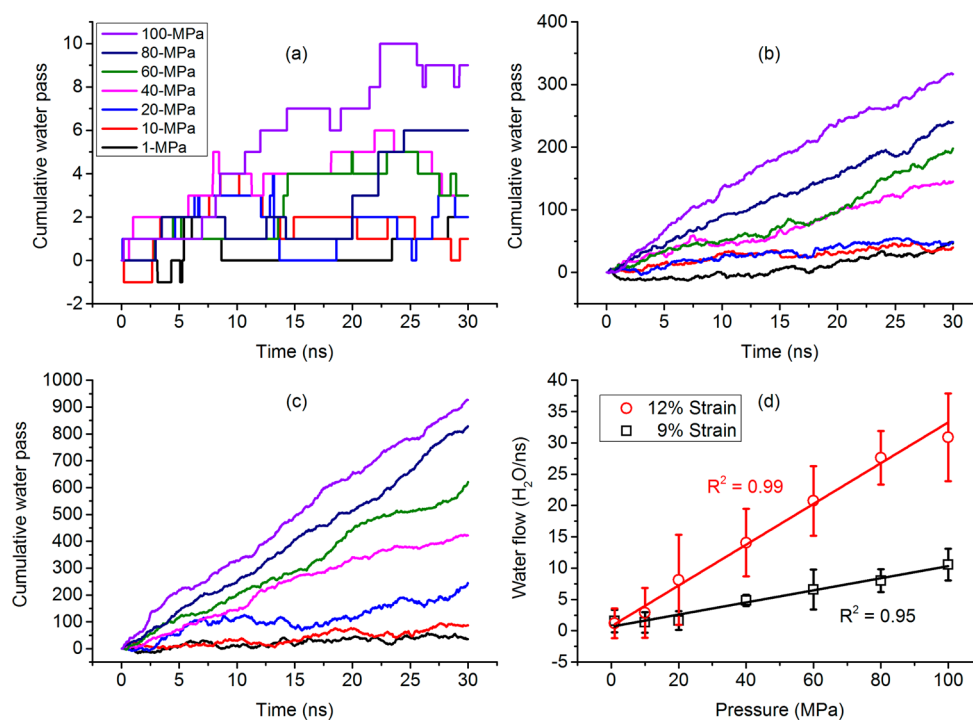 (a)
100-MPa
80-MPa
60-MPa
40-MPa
20-MPa
10-MPa
1-MPa
Cumulative water pass
10
8
6
4
2
0
-2
0 5 10 15 20 25 30
Time (ns)
(b)
Cumulative water pass
400
300
200
100
0
0 5 10 15 20 25 30
Time (ns)
(c)
Cumulative water pass
1000
900
800
700
600
500
400
300
200
100
0
0 5 10 15 20 25 30
Time (ns)
(d)
12% Strain
9% Strain
Water flow (H₂O/ns)
40
35
30
25
20
15
10
5
0
-5
R² = 0.99
R² = 0.95
0 20 40 60 80 100
Pressure (MPa)